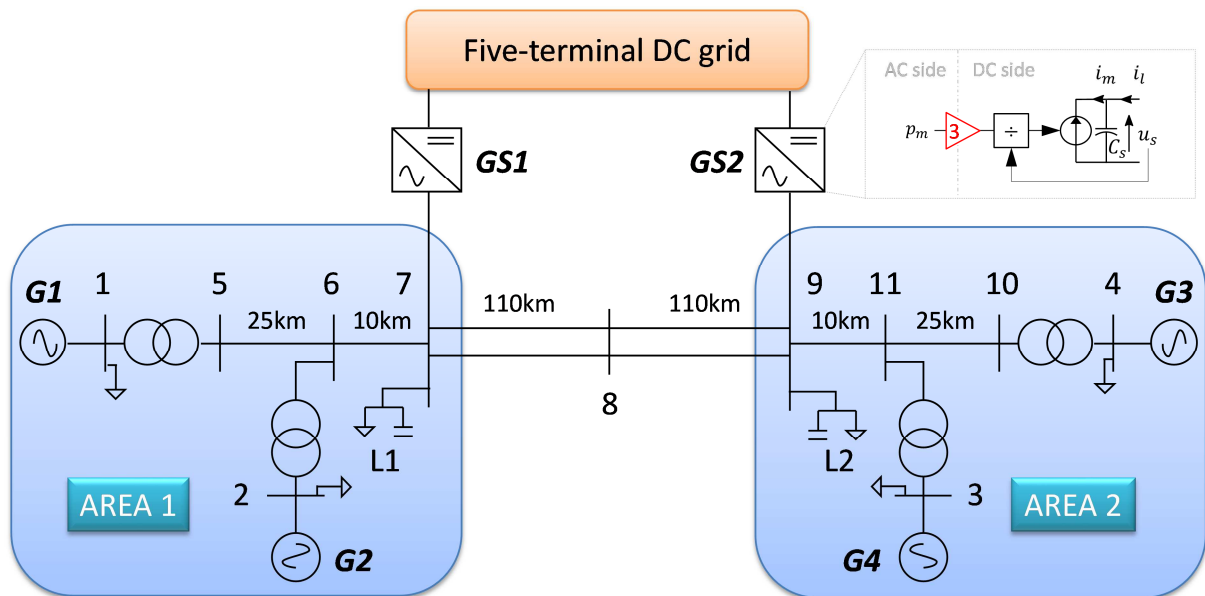 Five-terminal DC grid
AC side DC side
i_m i_l
p_m 3 ÷ C_s u_s
GS1 GS2
G1 1 5 6 7 9 11 10 4 G3
25km 10km 110km 110km 10km 25km
8
L1 L2
AREA 1 2 3 AREA 2
G2 G4